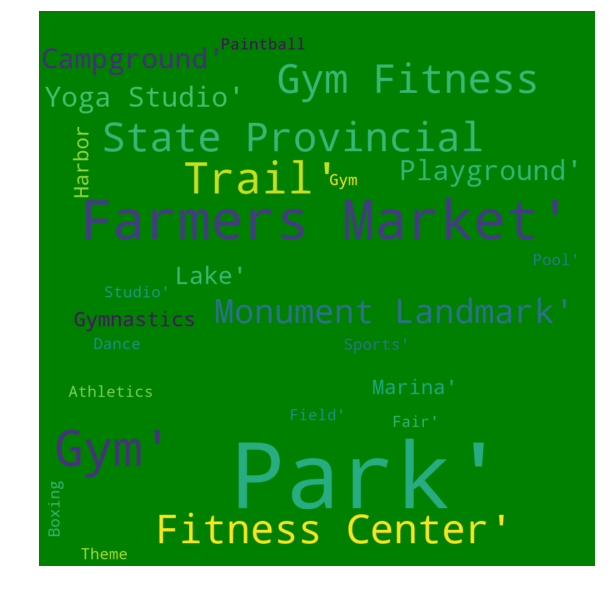 Paintball
Campground'
Gym Fitness
Yoga Studio'
State Provincial
Harbor
Trail'
Gym
Playground'
Farmers Market'
Pool'
Lake'
Studio'
Monument Landmark'
Gymnastics
Dance
Sports'
Marina'
Athletics
Field'
Fair'
Gym'
Park'
Boxing
Fitness Center'
Theme